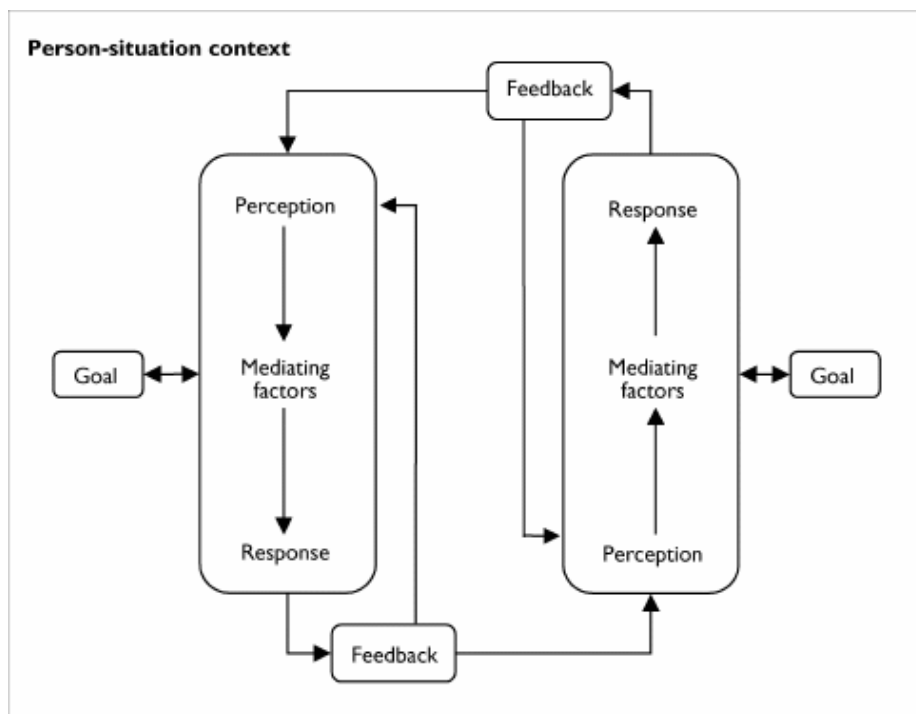 Person-situation context
Feedback
Perception
Response
Goal
Mediating
factors
Mediating
factors
Goal
Response
Perception
Feedback